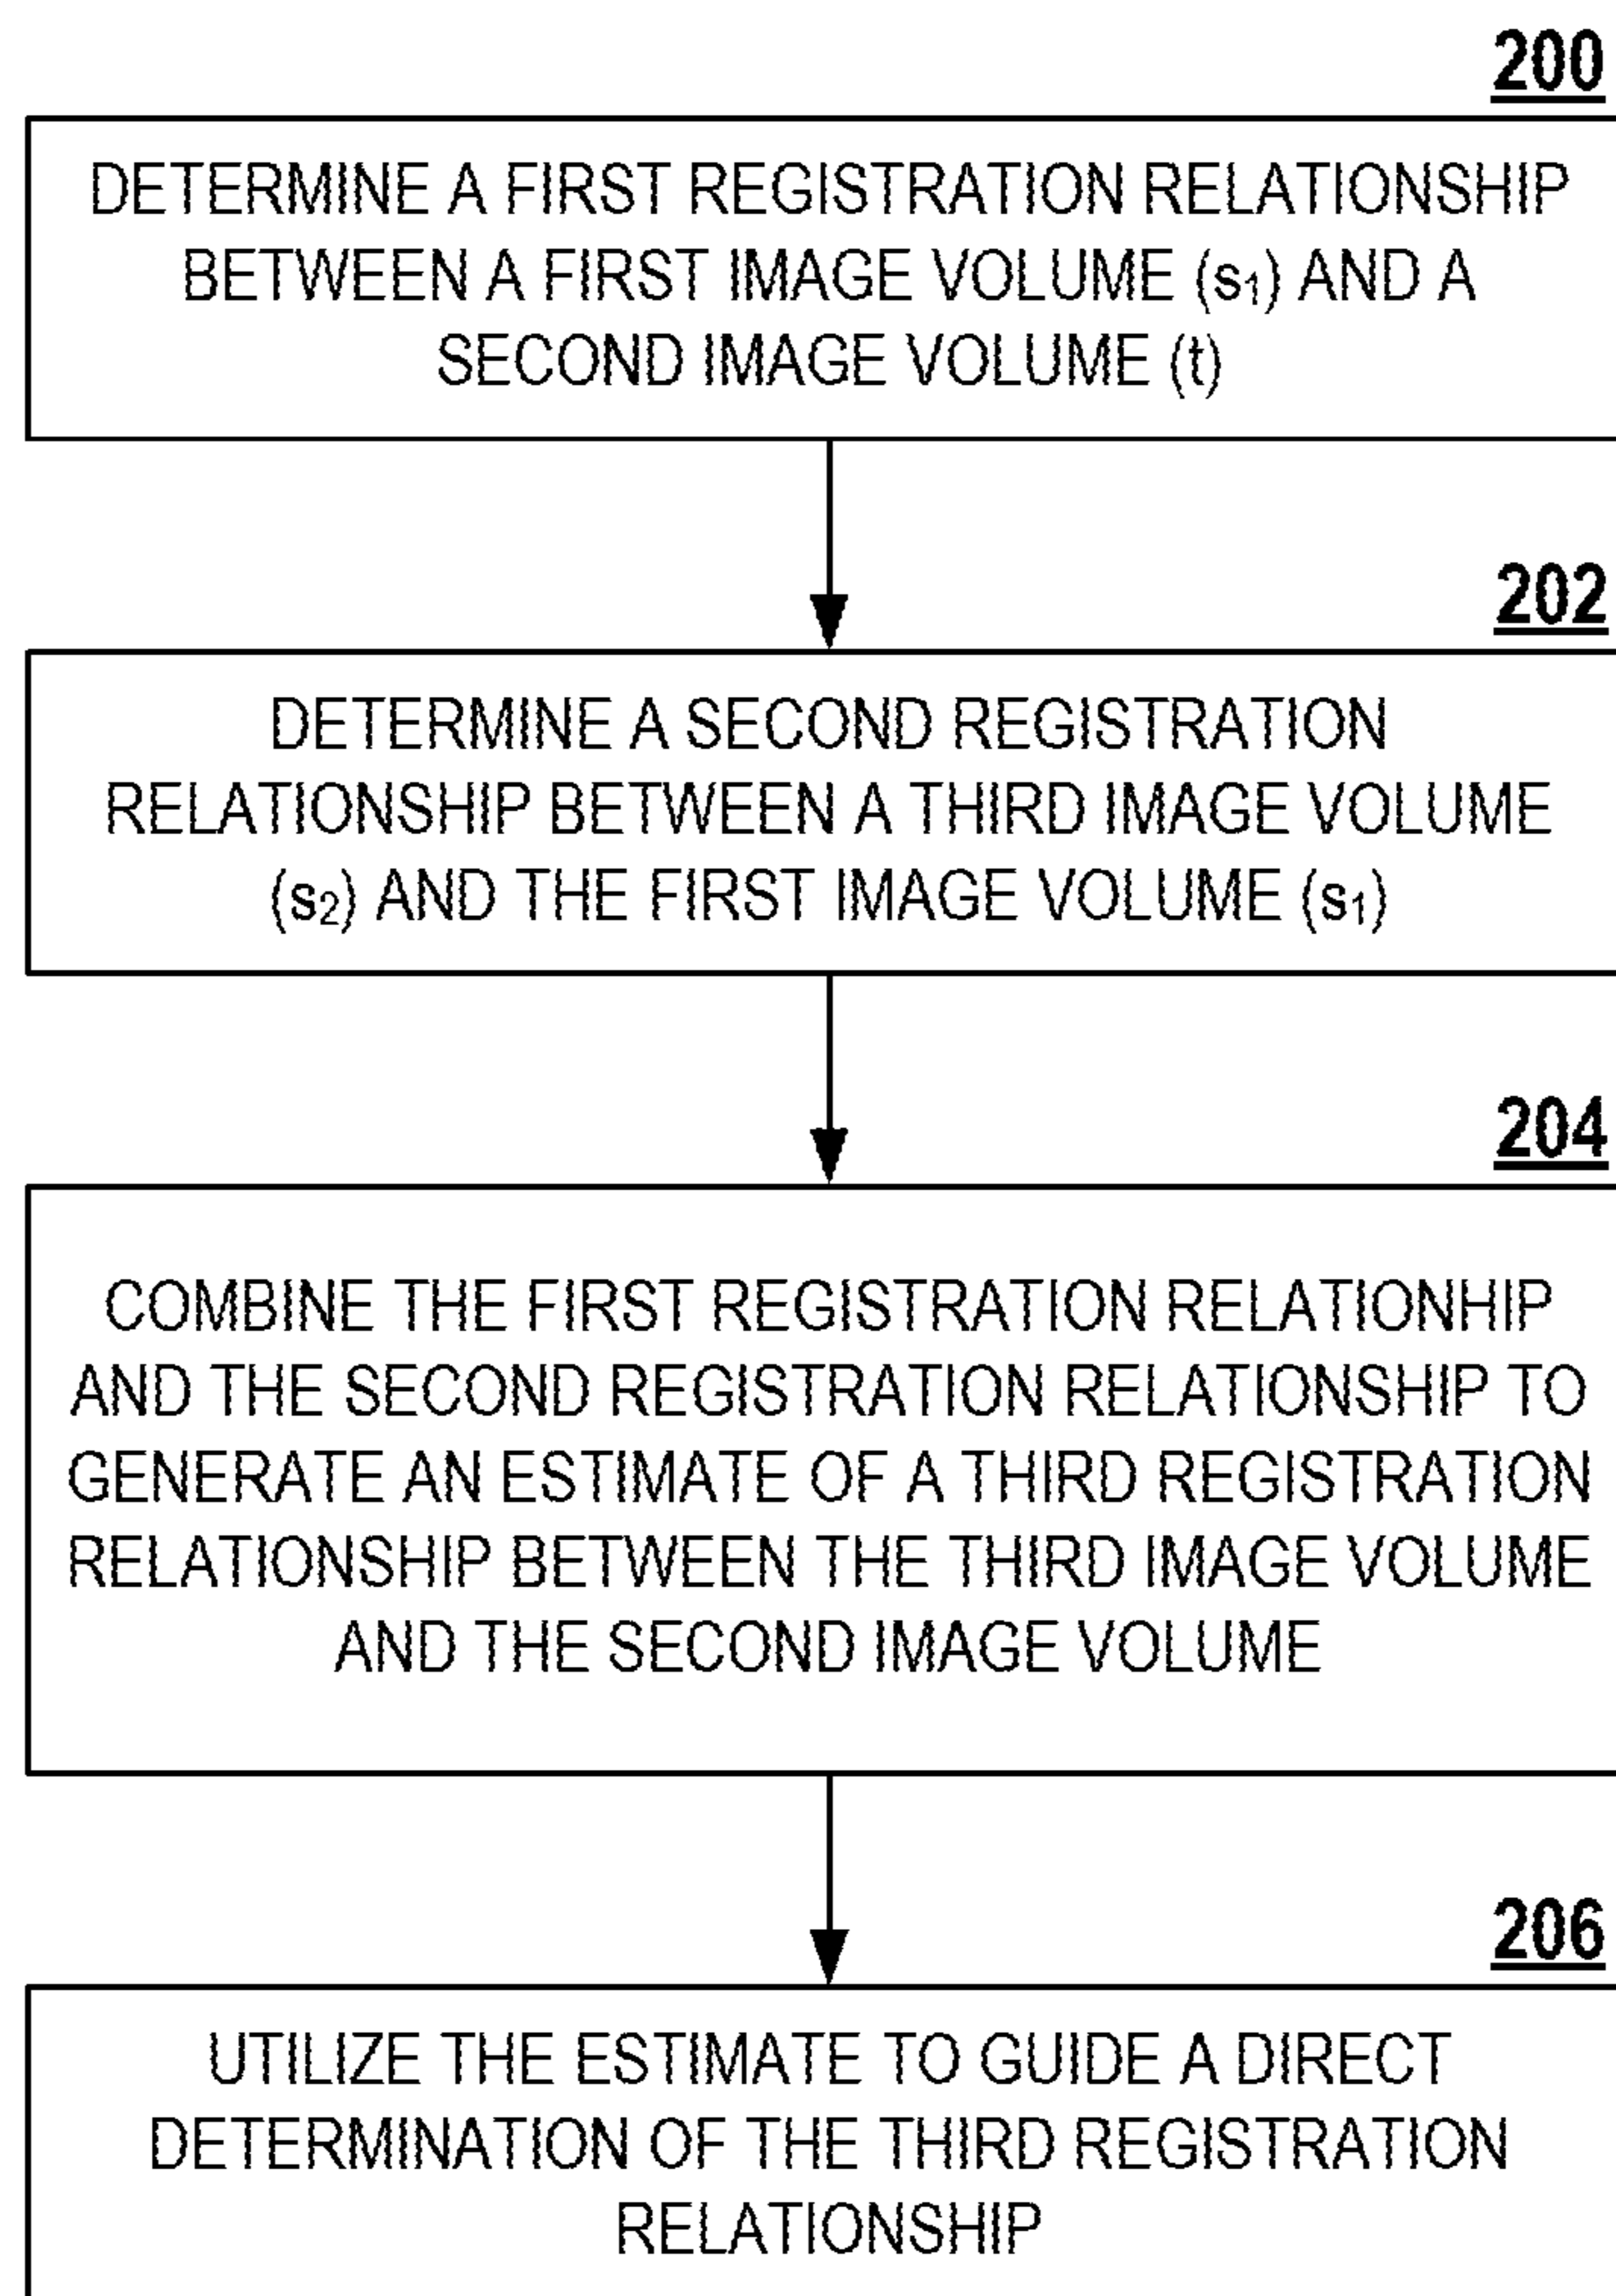 200
DETERMINE A FIRST REGISTRATION RELATIONSHIP
BETWEEN A FIRST IMAGE VOLUME (s₁) AND A
SECOND IMAGE VOLUME (t)
202
DETERMINE A SECOND REGISTRATION
RELATIONSHIP BETWEEN A THIRD IMAGE VOLUME
(s₂) AND THE FIRST IMAGE VOLUME (s₁)
204
COMBINE THE FIRST REGISTRATION RELATIONHIP
AND THE SECOND REGISTRATION RELATIONSHIP TO
GENERATE AN ESTIMATE OF A THIRD REGISTRATION
RELATIONSHIP BETWEEN THE THIRD IMAGE VOLUME
AND THE SECOND IMAGE VOLUME
206
UTILIZE THE ESTIMATE TO GUIDE A DIRECT
DETERMINATION OF THE THIRD REGISTRATION
RELATIONSHIP